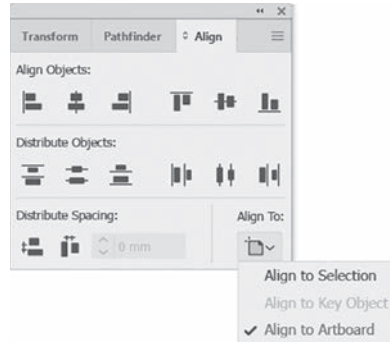 Transform Pathfinder Align
Align Objects:
Distribute Objects:
Distribute Spacing: Align To:
0 mm
Align to Selection
Align to Key Object
Align to Artboard